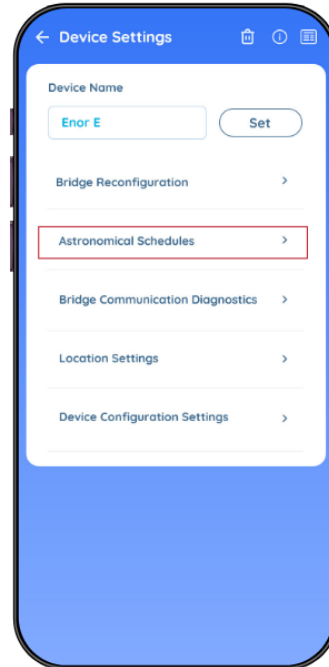 Device Settings
Device Name
Enor E
Set
Bridge Reconfiguration
Astronomical Schedules
Bridge Communication Diagnostics
Location Settings
Device Configuration Settings